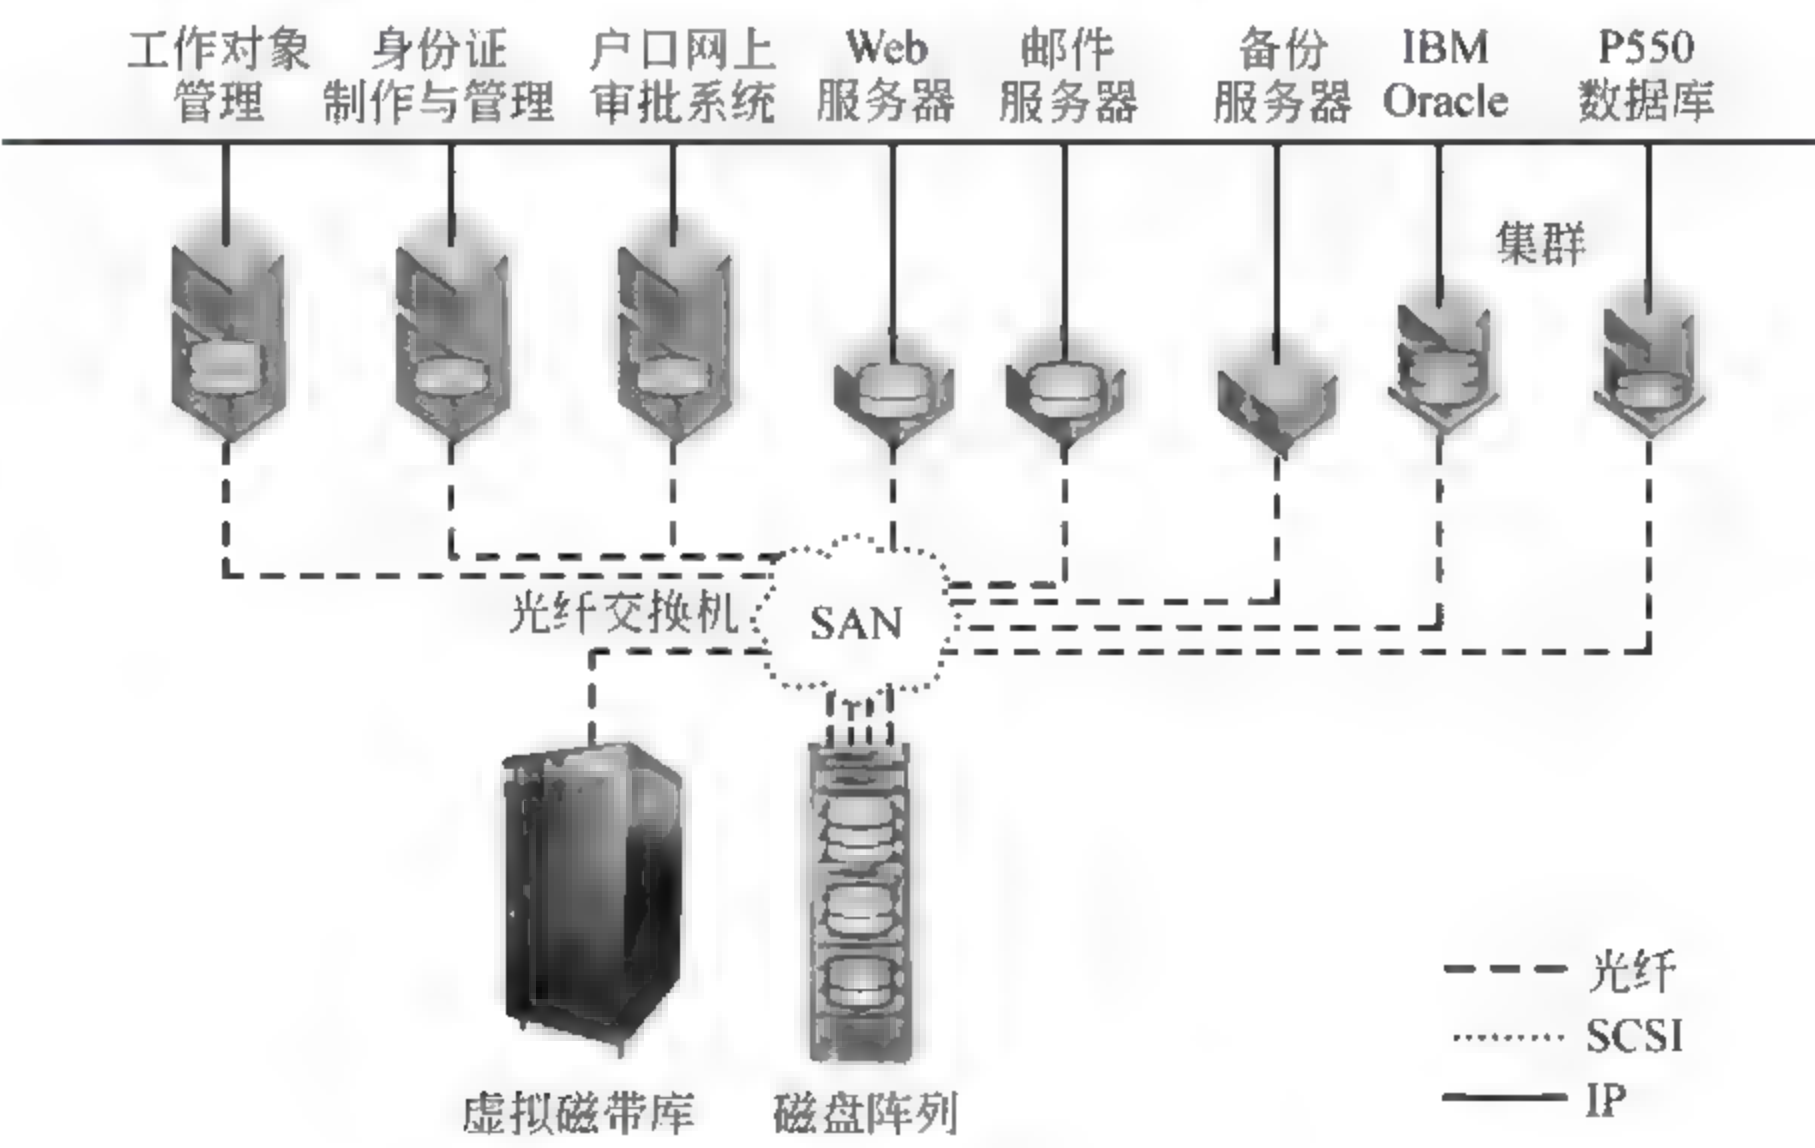 工作对象
管理
身份证
制作与管理
户口网上
审批系统
Web
服务器
邮件
服务器
备份
服务器
IBM
Oracle
P550
数据库
集群
光纤交换机
SAN
光纤
SCSI
IP
虚拟磁带库
磁盘阵列